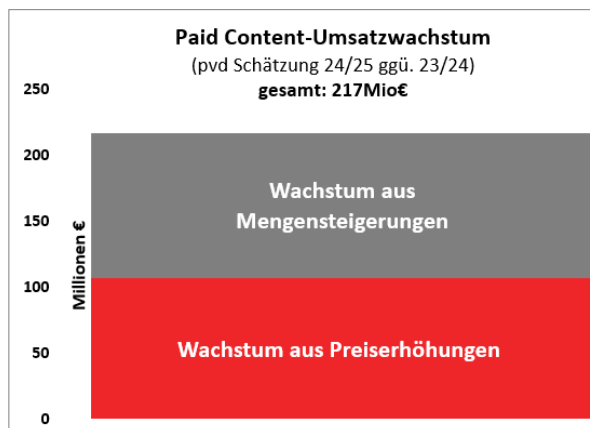 Paid Content-Umsatzwachstum
(pvd Schätzung 24/25 ggü. 23/24)
gesamt: 217Mio€
250
200
150
100
50
0
Millionen €
Wachstum aus
Mengensteigerungen
Wachstum aus Preiserhöhungen